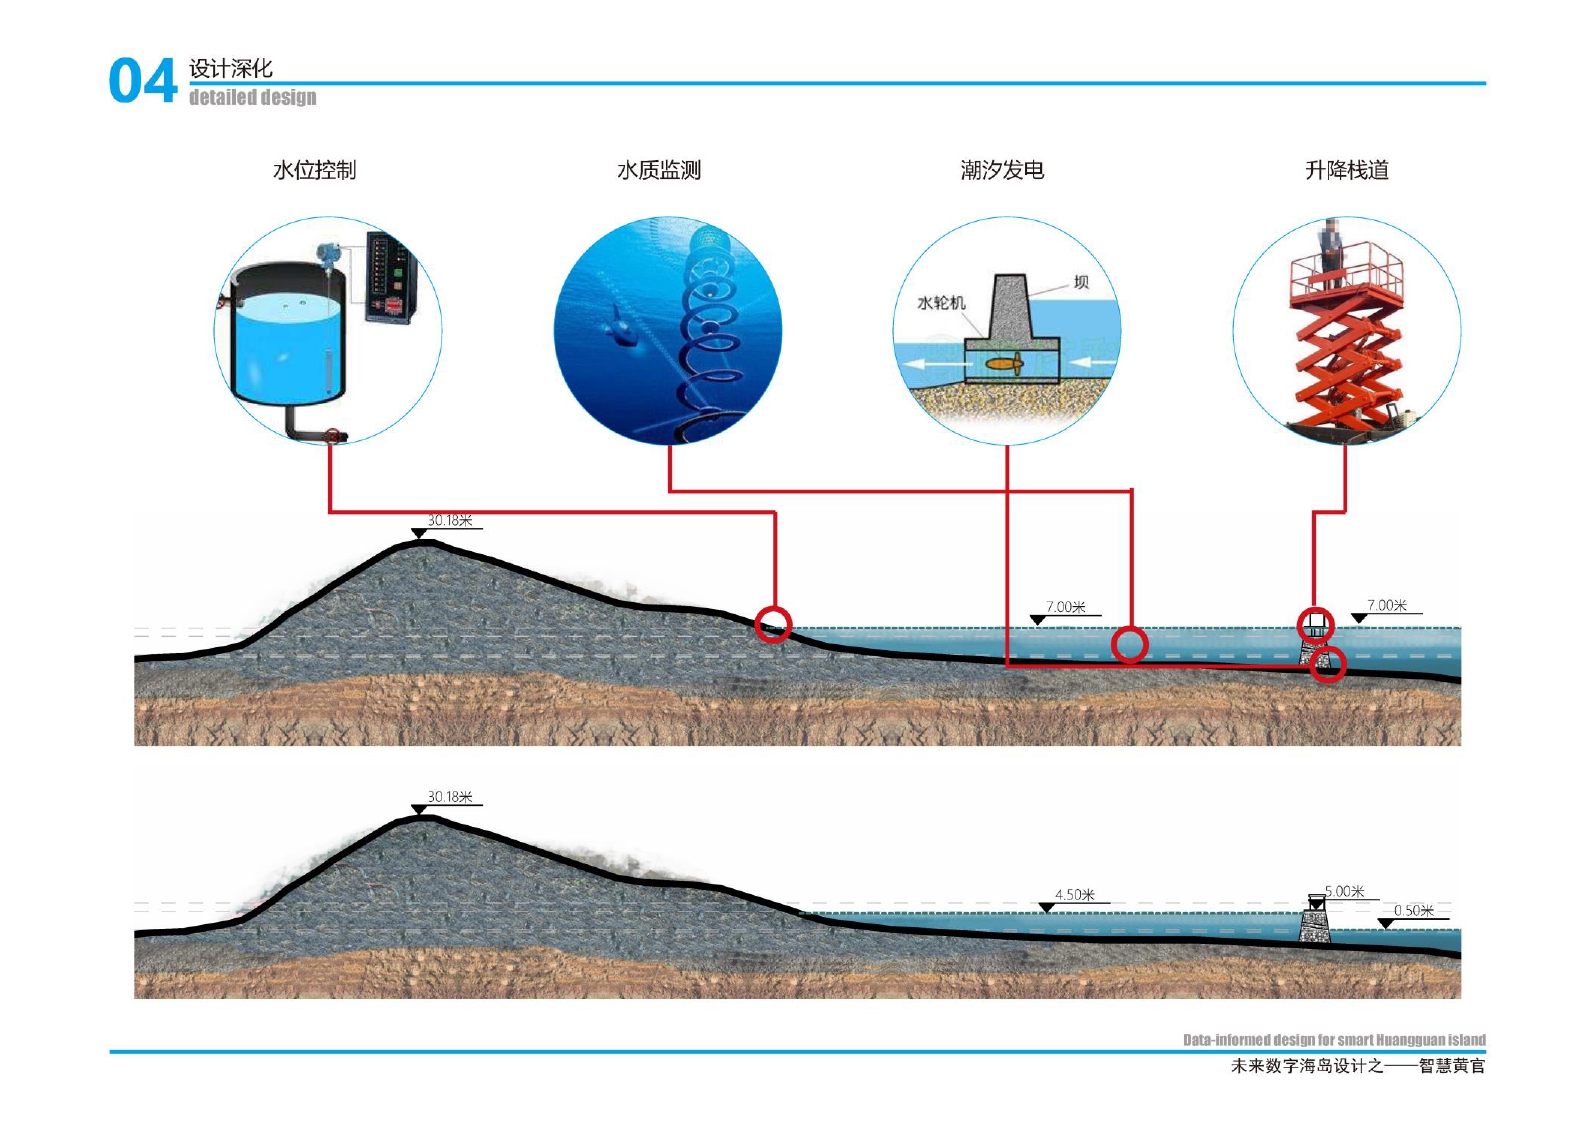 04
设计深化
detailed design
水位控制
水质监测
潮汐发电
升降栈道
坝
水轮机
30.18米
7.00米
7.00米
30.18米
4.50米
5.00米
0.50米
Data-informed design for smart Huangguan island
未来数字海岛设计之——智慧黄官